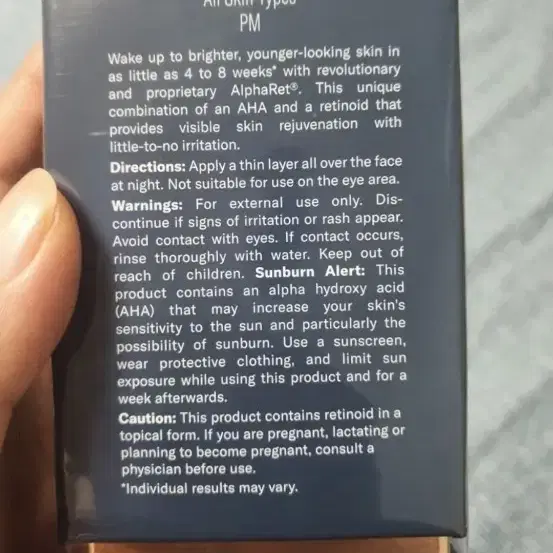 All Skin Types
PM
Wake up to brighter, younger-looking skin in
as little as 4 to 8 weeks* with revolutionary
and proprietary AlphaRet®. This unique
combination of an AHA and a retinoid that
provides visible skin rejuvenation with
little-to-no irritation.
Directions: Apply a thin layer all over the face
at night. Not suitable for use on the eye area.
Warnings: For external use only. Dis-
continue if signs of irritation or rash appear.
Avoid contact with eyes. If contact occurs,
rinse thoroughly with water. Keep out of
reach of children. Sunburn Alert: This
product contains an alpha hydroxy acid
(AHA) that may increase your skin's
sensitivity to the sun and particularly the
possibility of sunburn. Use a sunscreen,
wear protective clothing, and limit sun
exposure while using this product and for a
week afterwards.
Caution: This product contains retinoid in a
topical form. If you are pregnant, lactating or
planning to become pregnant, consult a
physician before use.
*Individual results may vary.